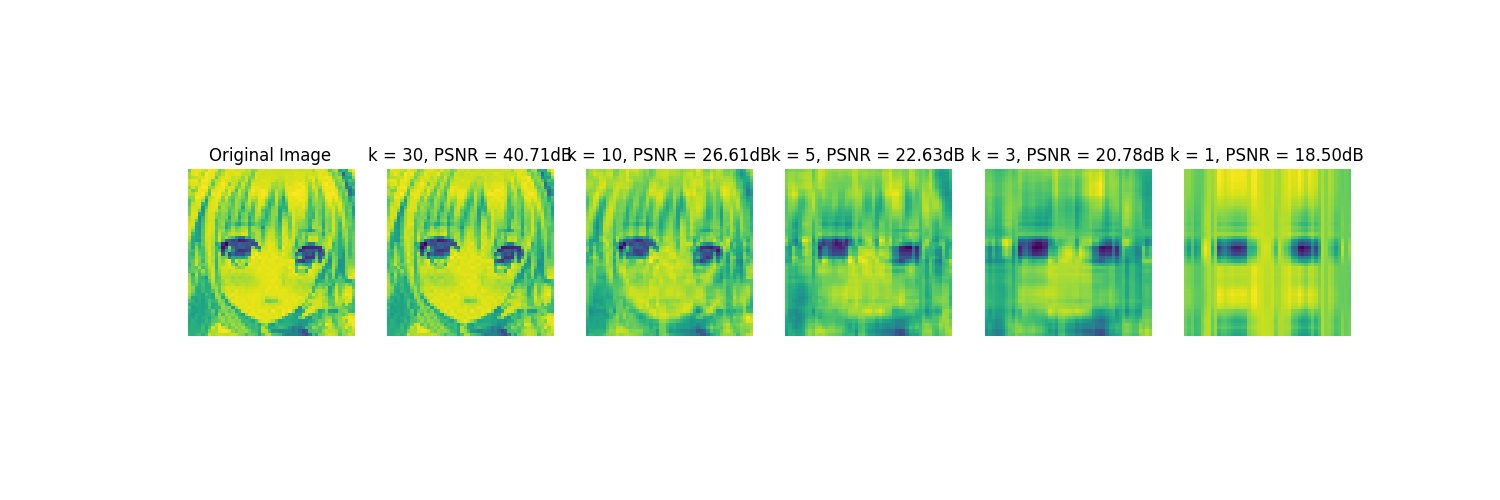 Original Image
k = 30, PSNR = 40.71dB
k = 10, PSNR = 26.61dB
k = 5, PSNR = 22.63dB
k = 3, PSNR = 20.78dB
k = 1, PSNR = 18.50dB